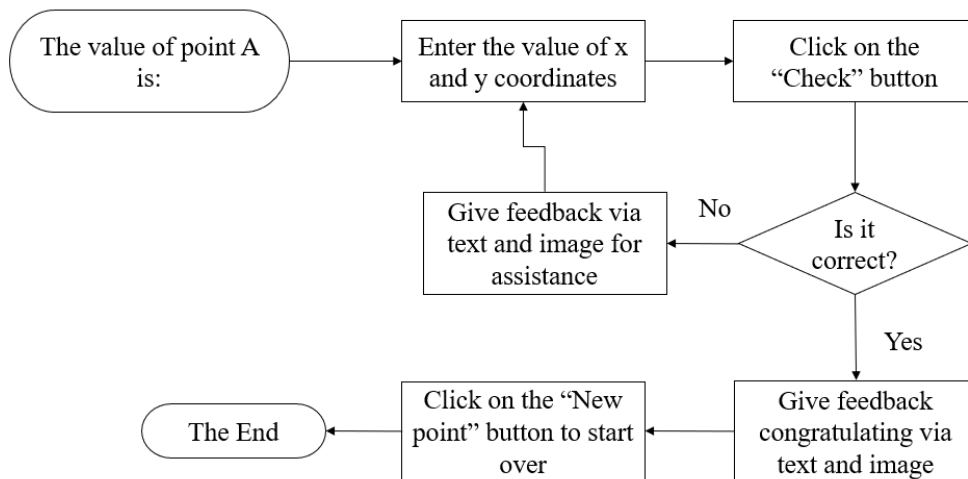 The value of point A
is:
Enter the value of x
and y coordinates
Click on the
“Check” button
Is it
correct?
No
Give feedback via
text and image for
assistance
Yes
Give feedback
congratulating via
text and image
Click on the “New
point” button to start
over
The End